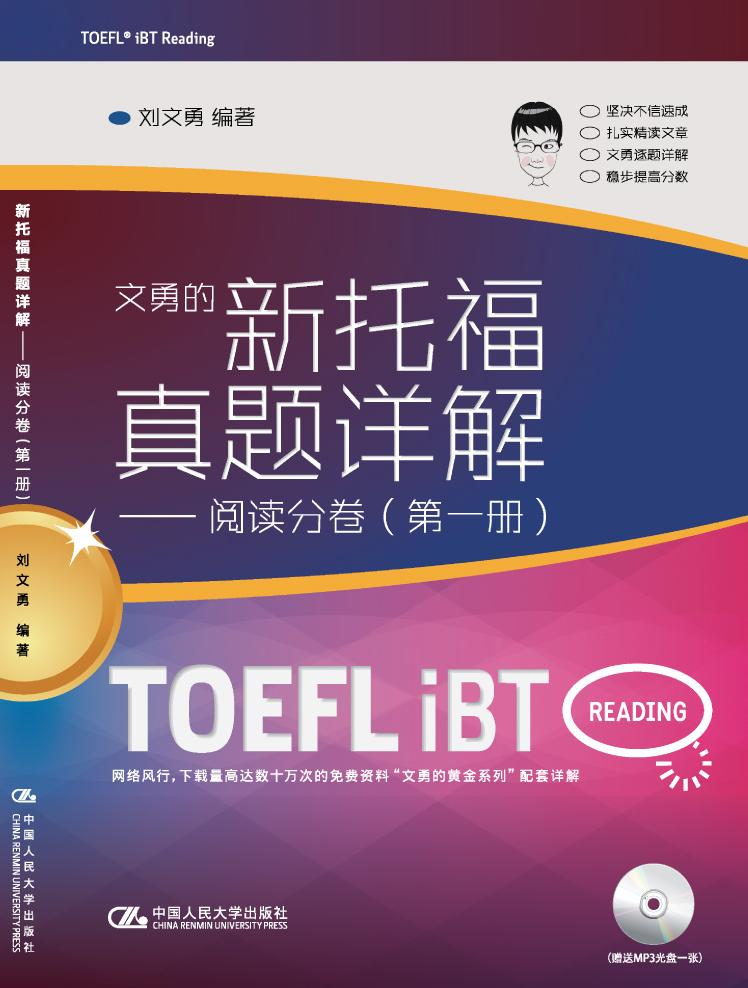 TOEFL® iBT Reading
刘文勇 编著
坚决不信速成
扎实精读文章
文勇逐题详解
稳步提高分数
文勇的 新托福
真题详解
——阅读分卷(第一册)
TOEFL iBT
READING
网络风行,下载量高达数十万次的免费资料“文勇的黄金系列”配套详解
中国人民大学出版社
CHINA RENMIN UNIVERSITY PRESS
(赠送MP3光盘一张)
新托福真题详解——阅读分卷(第一册)
刘文勇 编著
中国人民大学出版社
CHINA RENMIN UNIVERSITY PRESS